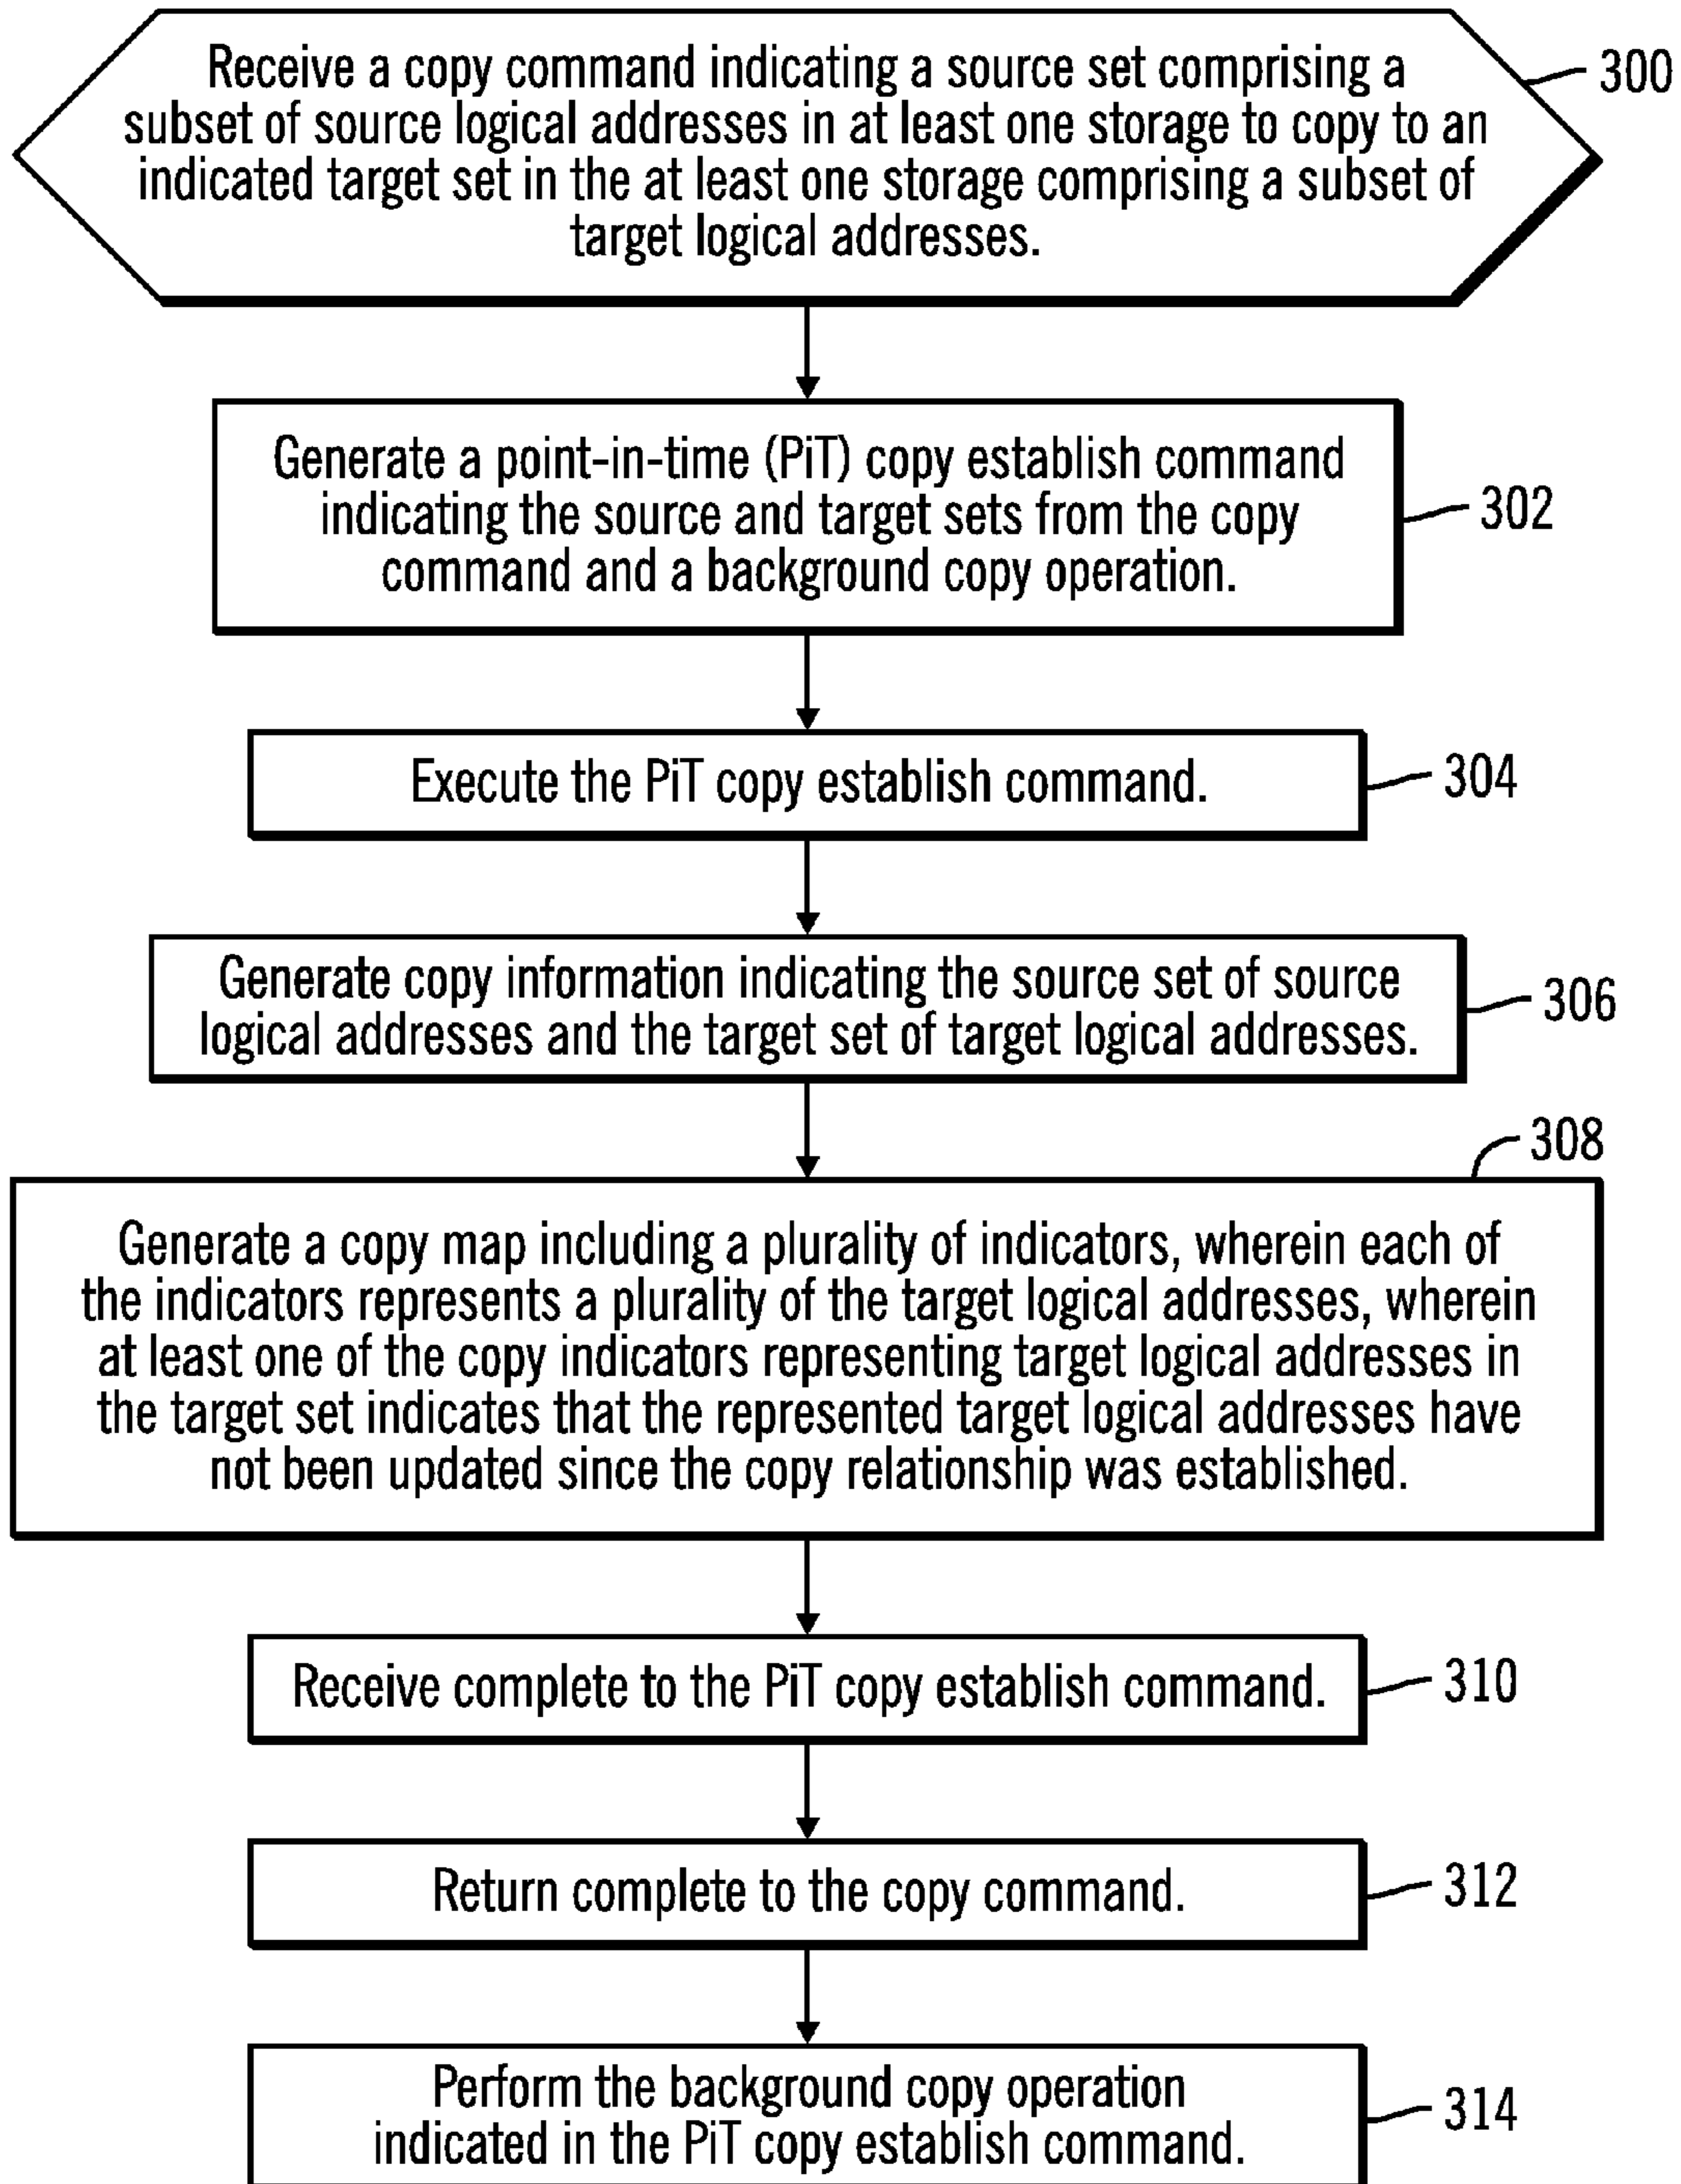 Receive a copy command indicating a source set comprising a
subset of source logical addresses in at least one storage to copy to an
indicated target set in the at least one storage comprising a subset of
target logical addresses.
300
Generate a point-in-time (PiT) copy establish command
indicating the source and target sets from the copy
command and a background copy operation.
302
Execute the PiT copy establish command.
304
Generate copy information indicating the source set of source
logical addresses and the target set of target logical addresses.
306
308
Generate a copy map including a plurality of indicators, wherein each of
the indicators represents a plurality of the target logical addresses, wherein
at least one of the copy indicators representing target logical addresses in
the target set indicates that the represented target logical addresses have
not been updated since the copy relationship was established.
Receive complete to the PiT copy establish command.
310
Return complete to the copy command.
312
Perform the background copy operation
indicated in the PiT copy establish command.
314